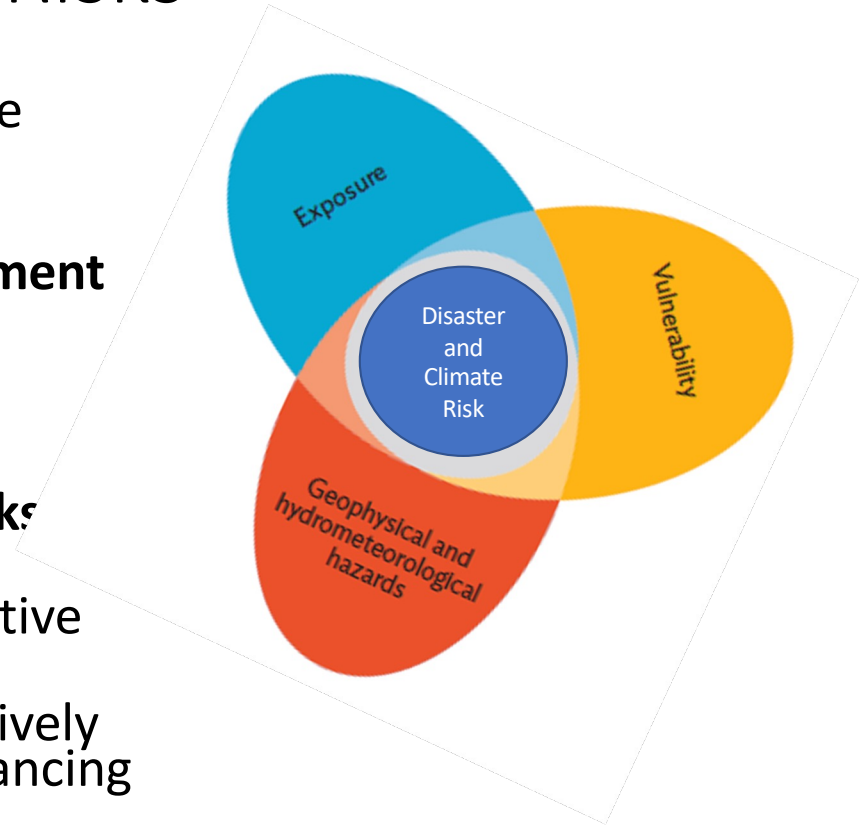 e
ment
ks
tive
ively
ancing
Exposure
Vulnerability
Disaster
and
Climate
Risk
Geophysical and
hydrometeorological
hazards